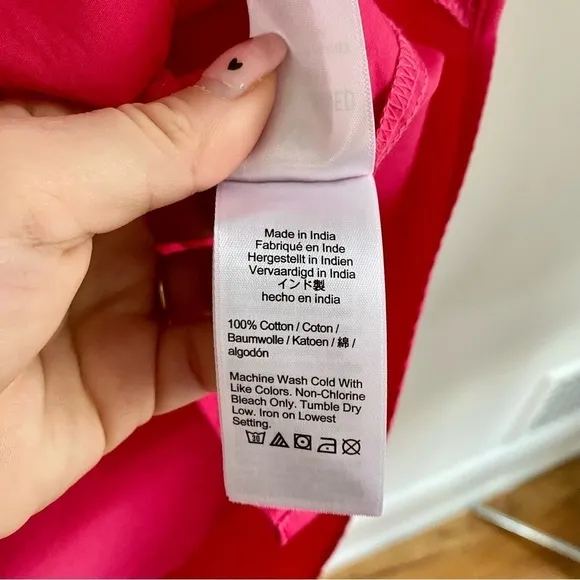 ED
Made in India
Fabriqué en Inde
Hergestellt in Indien
Vervaardigd in India
インド製
hecho en india
100% Cotton / Coton /
Baumwolle / Katoen / 綿 /
algodón
Machine Wash Cold With
Like Colors. Non-Chlorine
Bleach Only. Tumble Dry
Low. Iron on Lowest
Setting.
30